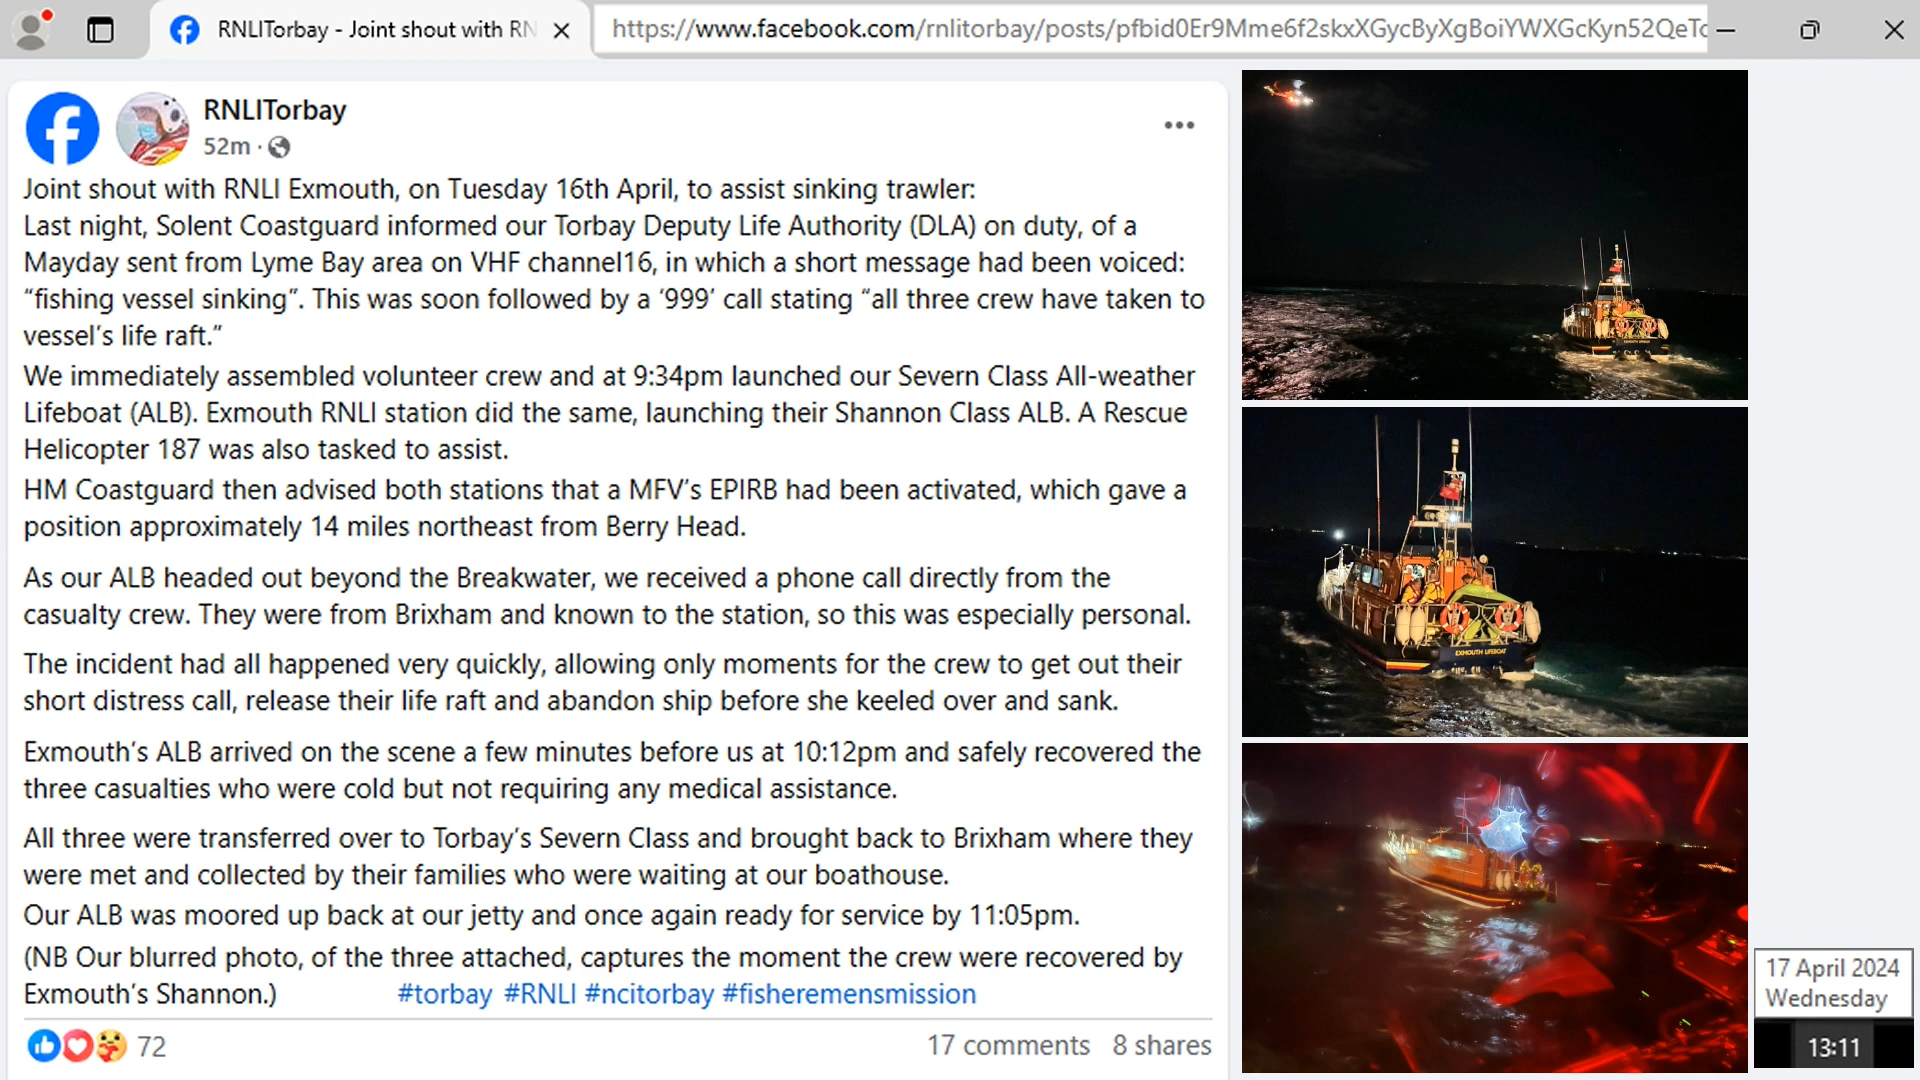 RNLITorbay - Joint shout with RN
https://www.facebook.com/rnlitorbay/posts/pfbid0Er9Mme6f2skxXGycByXgBoiYWXGcKyn52QeTc
RNLITorbay
52m ·
Joint shout with RNLI Exmouth, on Tuesday 16th April, to assist sinking trawler:
Last night, Solent Coastguard informed our Torbay Deputy Life Authority (DLA) on duty, of a
Mayday sent from Lyme Bay area on VHF channel16, in which a short message had been voiced:
“fishing vessel sinking”. This was soon followed by a ‘999’ call stating “all three crew have taken to
vessel’s life raft.”
We immediately assembled volunteer crew and at 9:34pm launched our Severn Class All-weather
Lifeboat (ALB). Exmouth RNLI station did the same, launching their Shannon Class ALB. A Rescue
Helicopter 187 was also tasked to assist.
HM Coastguard then advised both stations that a MFV’s EPIRB had been activated, which gave a
position approximately 14 miles northeast from Berry Head.
As our ALB headed out beyond the Breakwater, we received a phone call directly from the
casualty crew. They were from Brixham and known to the station, so this was especially personal.
The incident had all happened very quickly, allowing only moments for the crew to get out their
short distress call, release their life raft and abandon ship before she keeled over and sank.
Exmouth’s ALB arrived on the scene a few minutes before us at 10:12pm and safely recovered the
three casualties who were cold but not requiring any medical assistance.
All three were transferred over to Torbay’s Severn Class and brought back to Brixham where they
were met and collected by their families who were waiting at our boathouse.
Our ALB was moored up back at our jetty and once again ready for service by 11:05pm.
(NB Our blurred photo, of the three attached, captures the moment the crew were recovered by
Exmouth’s Shannon.) #torbay #RNLI #ncitorbay #fisheremensmission
72 17 comments 8 shares
EXMOUTH LIFEBOAT
EXMOUTH LIFEBOAT
17 April 2024
Wednesday
13:11